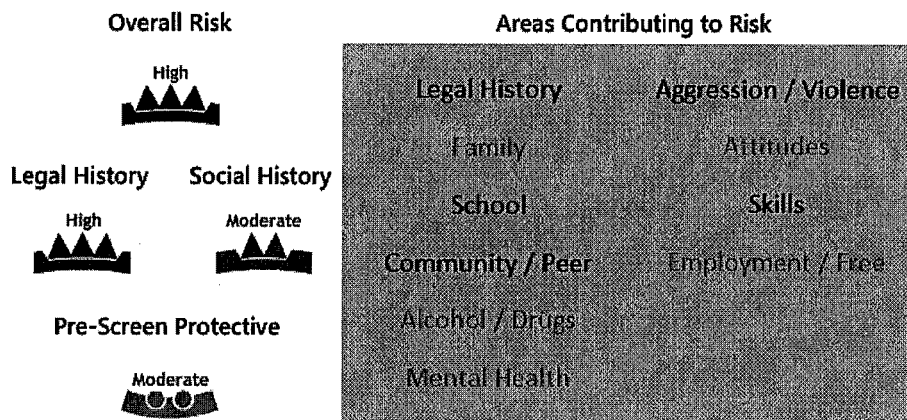 Overall Risk
High
Legal History
High
Social History
Moderate
Pre-Screen Protective
Moderate
Areas Contributing to Risk
Legal History
Aggression / Violence
Family
Attitudes
School
Skills
Community / Peer
Employment / Free
Alcohol / Drugs
Mental Health